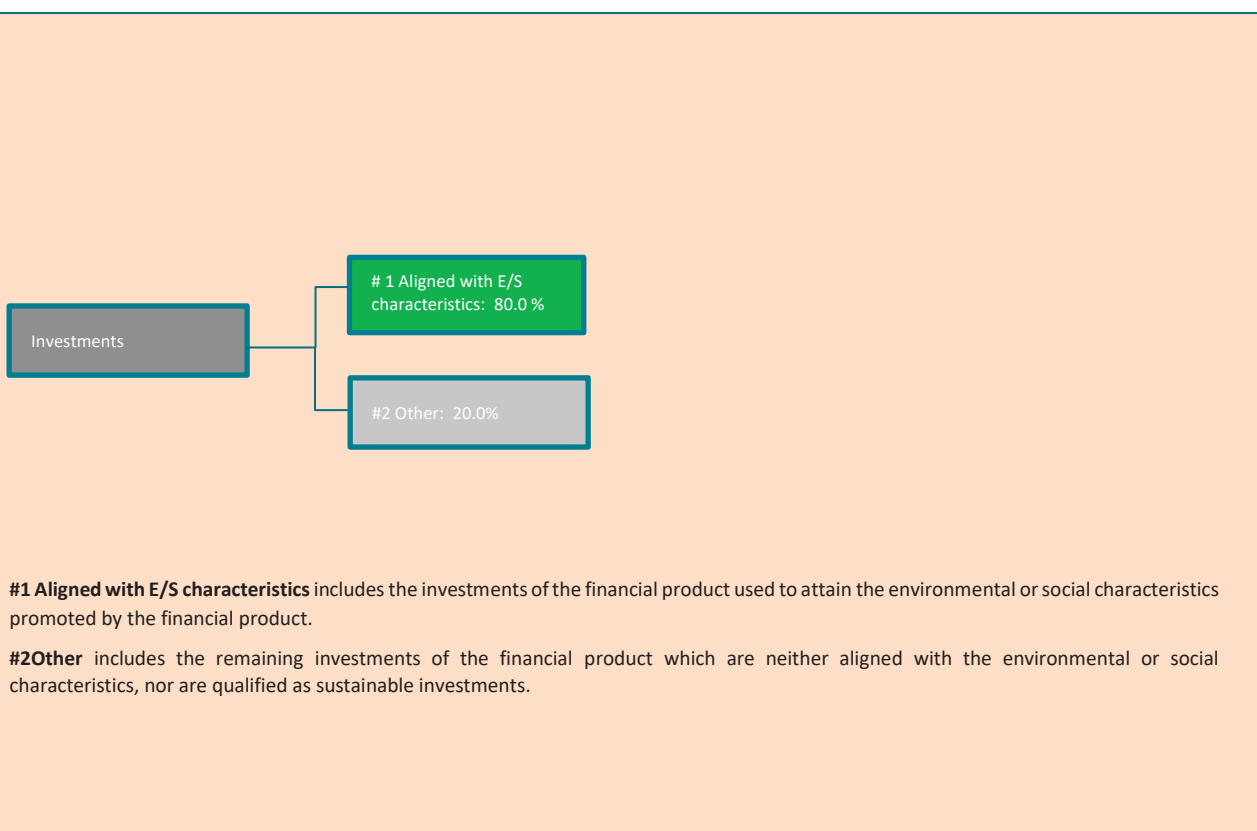 # 1 Aligned with E/S
characteristics: 80.0 %
Investments
#2 Other: 20.0%
#1 Aligned with E/S characteristics includes the investments of the financial product used to attain the environmental or social characteristics
promoted by the financial product.
#2Other includes the remaining investments of the financial product which are neither aligned with the environmental or social
characteristics, nor are qualified as sustainable investments.